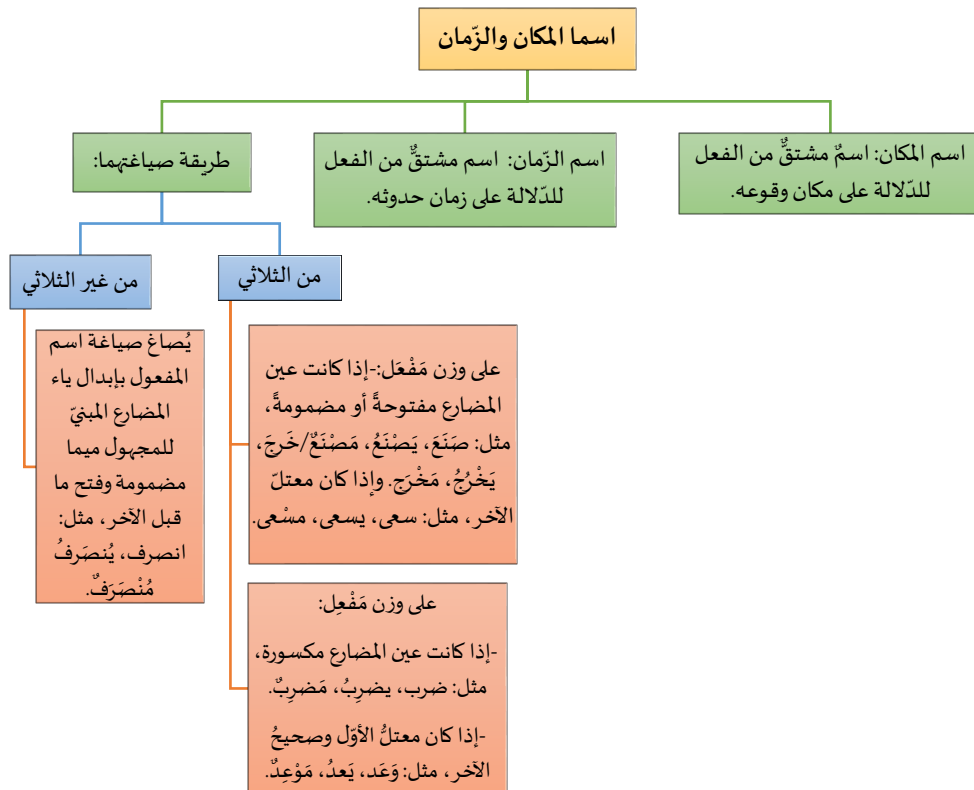 اسما المكان والزّمان
اسم المكان: اسمٌ مشتقٌّ من الفعل
للدّلالة على مكان وقوعه.
اسم الزّمان: اسم مشتقٌّ من الفعل
للدّلالة على زمان حدوثه.
طريقة صياغتهما:
من الثلاثي
على وزن مَفْعَل:-إذا كانت عين
المضارع مفتوحةً أو مضمومةً،
مثل: صَنَعَ، يَصْنَعُ، مَصْنَعٌ/خَرجَ،
يَخْرُجُ، مَخْرَج. وإذا كان معتلّ
الآخر، مثل: سعى، يسعى، مسْعى.
على وزن مَفْعِل:
-إذا كانت عين المضارع مكسورة،
مثل: ضرب، يضرِبُ، مَضرِبٌ.
-إذا كان معتلُّ الأوّل وصحيحُ
الآخر، مثل: وَعَد، يَعدُ، مَوْعِدٌ.
من غير الثلاثي
يُصاغ صياغة اسم
المفعول بإبدال ياء
المضارع المبنيّ
للمجهول ميما
مضمومة وفتح ما
قبل الآخر، مثل:
انصرف، يُنصَرفُ
مُنْصَرَفٌ.